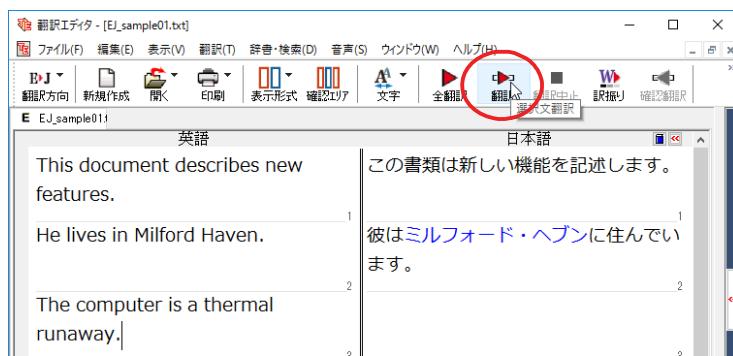 翻訳エディタ - [EJ_sample01.txt]
ファイル(F) 編集(E) 表示(V) 翻訳(T) 辞書・検索(D) 音声(S) ウィンドウ(W) ヘルプ(H)
E▸J
翻訳方向 新規作成 開く 印刷 表示形式 確認エリア 文字 全翻訳 翻訳 翻訳中止 訳振り 確認翻訳
選択文翻訳
E EJ_sample01.t
英語 日本語
This document describes new
features.
1
この書類は新しい機能を記述します。
1
He lives in Milford Haven.
2
彼はミルフォード・ヘブンに住んでい
ます。
2
The computer is a thermal
runaway.